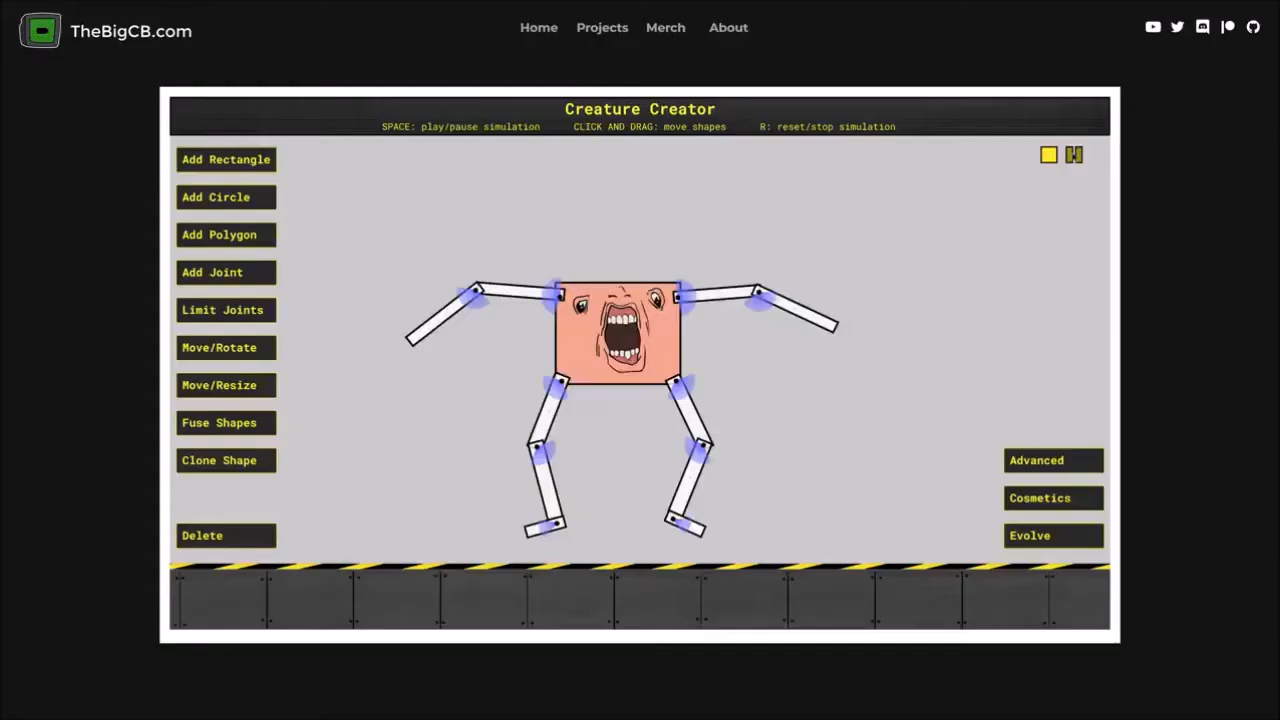 TheBigCB.com
Home Projects Merch About
Creature Creator
SPACE: play/pause simulation CLICK AND DRAG: move shapes R: reset/stop simulation
Add Rectangle
Add Circle
Add Polygon
Add Joint
Limit Joints
Move/Rotate
Move/Resize
Fuse Shapes
Clone Shape
Delete
Advanced
Cosmetics
Evolve